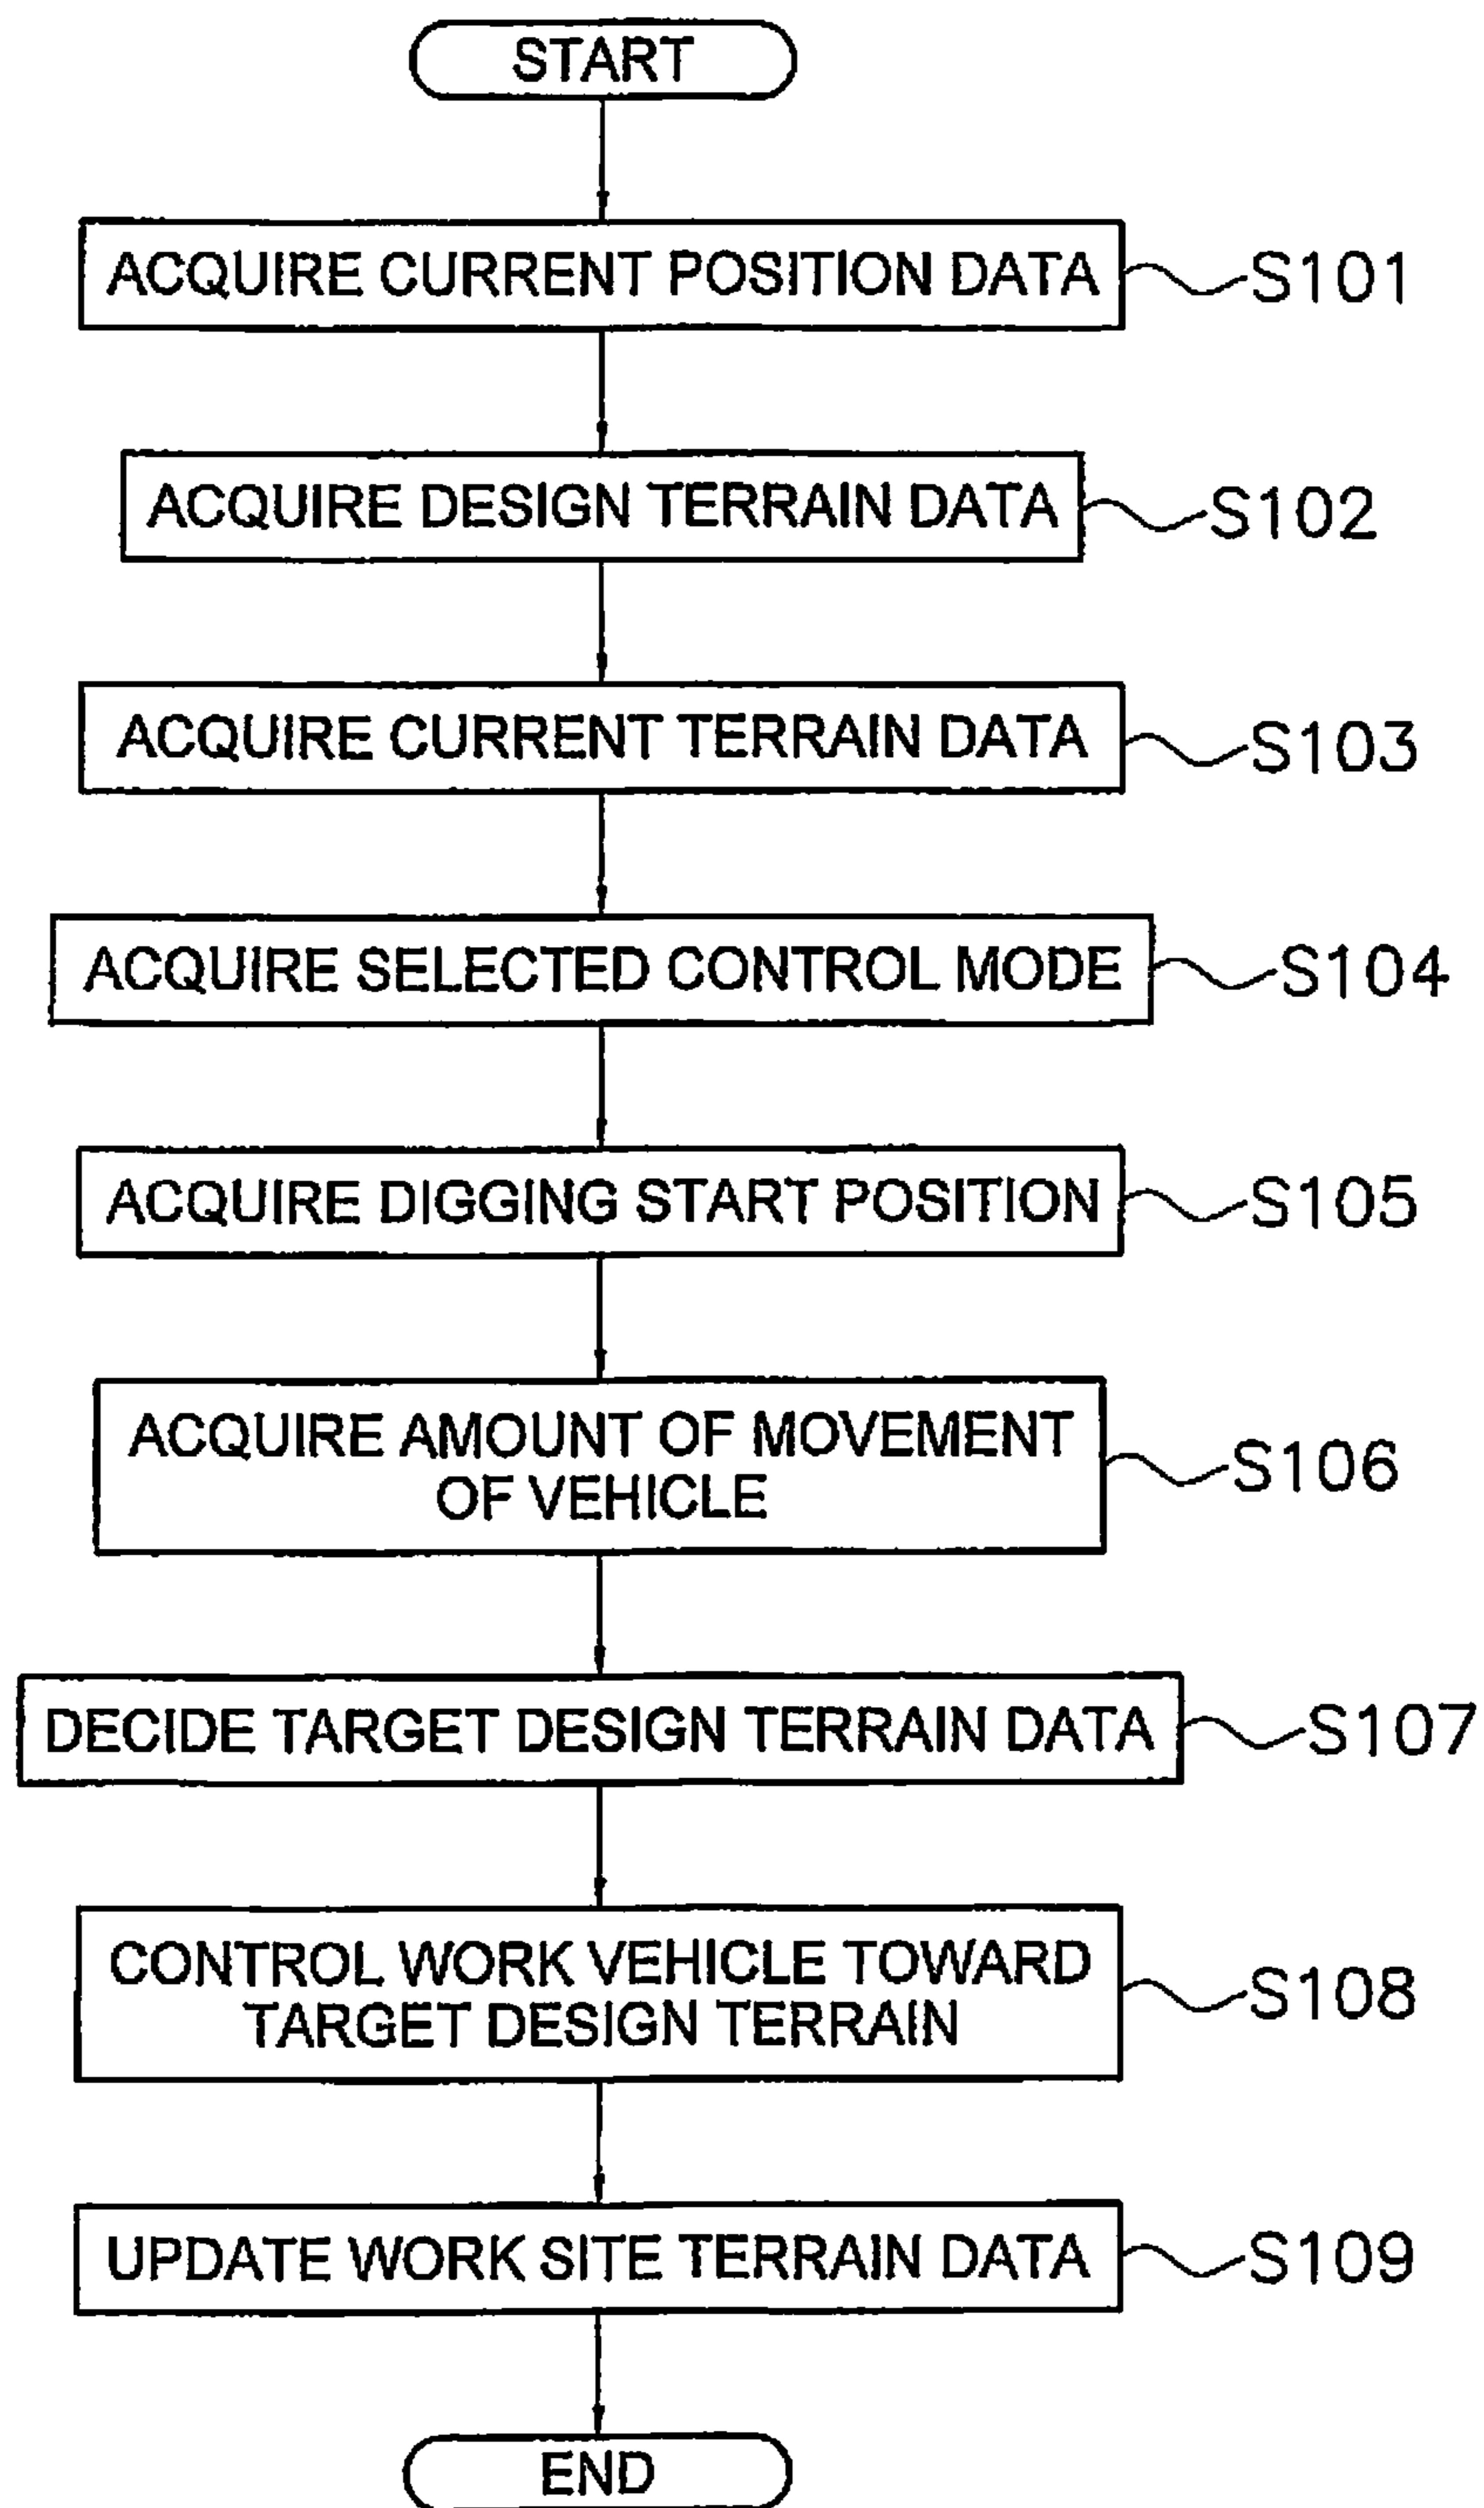 START
ACQUIRE CURRENT POSITION DATA
S101
ACQUIRE DESIGN TERRAIN DATA
S102
ACQUIRE CURRENT TERRAIN DATA
S103
ACQUIRE SELECTED CONTROL MODE
S104
ACQUIRE DIGGING START POSITION
S105
ACQUIRE AMOUNT OF MOVEMENT
OF VEHICLE
S106
DECIDE TARGET DESIGN TERRAIN DATA
S107
CONTROL WORK VEHICLE TOWARD
TARGET DESIGN TERRAIN
S108
UPDATE WORK SITE TERRAIN DATA
S109
END